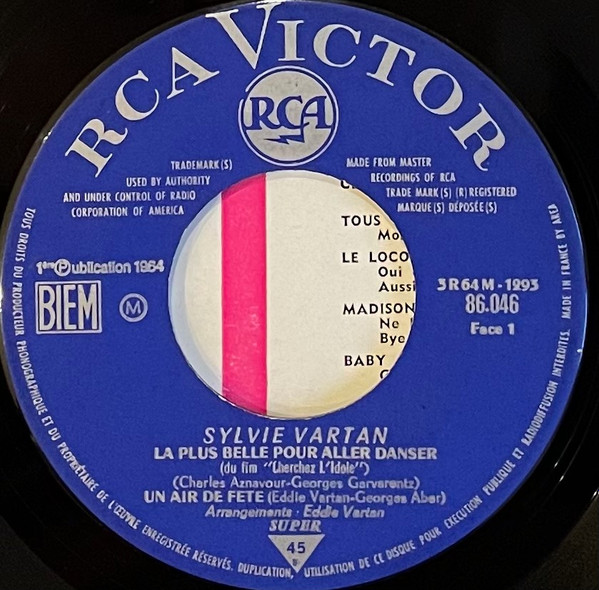 RCA VICTOR
RCA
TRADEMARK(S)
USED BY AUTHORITY
AND UNDER CONTROL OF RADIO
CORPORATION OF AMERICA
MADE FROM MASTER
RECORDINGS OF RCA
TRADE MARK(S) (R) REGISTERED
MARQUE(S) DÉPOSÉE(S)
TOUS
Mo
LE LOCO
Oui
Aussi
MADISON
Ne
Bye
BABY
1ère Publication 1964
BIEM
M
3R64M-1993
86.046
Face 1
SYLVIE VARTAN
LA PLUS BELLE POUR ALLER DANSER
(du fim "Cherchez L'Idole")
(Charles Aznavour-Georges Garvarentz)
UN AIR DE FETE (Eddie Vartan-Georges Aber)
Arrangements : Eddie Vartan
SUPER
45
TOUS DROITS DU PRODUCTEUR PHONOGRAPHIQUE ET DU PROPRIÉTAIRE DE L'ŒUVRE ENREGISTRÉE RÉSERVÉS. DUPLICATION, UTILISATION DE CE DISQUE POUR EXECUTION PUBLIQUE ET RADIODIFFUSION INTERDITES. MADE IN FRANCE BY AREA